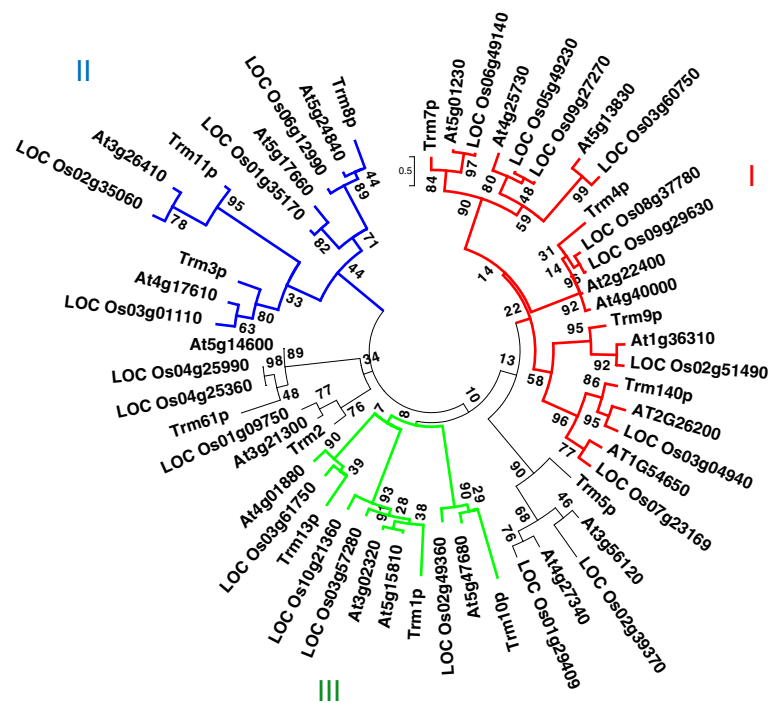 II
I
III
0.5
Trm7p
At5g01230
LOC Os06g49140
At4g25730
LOC Os05g49230
LOC Os09g27270
At5g13830
LOC Os03g60750
Trm4p
LOC Os08g37780
LOC Os09g29630
At2g22400
At4g40000
Trm9p
At1g36310
LOC Os02g51490
Trm140p
AT2G26200
LOC Os03g04940
AT1G54650
LOC Os07g23169
Trm5p
At3g56120
LOC Os02g39370
At4g27340
LOC Os01g29409
Trm10p
At5g47680
LOC Os02g49360
Trm1p
At5g15810
At3g02320
LOC Os03g57280
LOC Os10g21360
Trm13p
LOC Os03g61750
At4g01880
Trm2
At3g21300
LOC Os01g09750
Trm61p
LOC Os04g25360
LOC Os04g25990
At5g14600
LOC Os03g01110
At4g17610
Trm3p
LOC Os02g35060
At3g26410
Trm11p
LOC Os01g35170
At5g17660
LOC Os06g12990
At5g24840
Trm8p
84
97
90
80
48
59
99
14
31
14
96
92
22
95
92
58
86
95
96
77
13
90
46
68
76
10
29
90
8
7
38
28
93
39
90
76
77
34
48
98
89
63
80
33
78
95
44
82
71
89
44